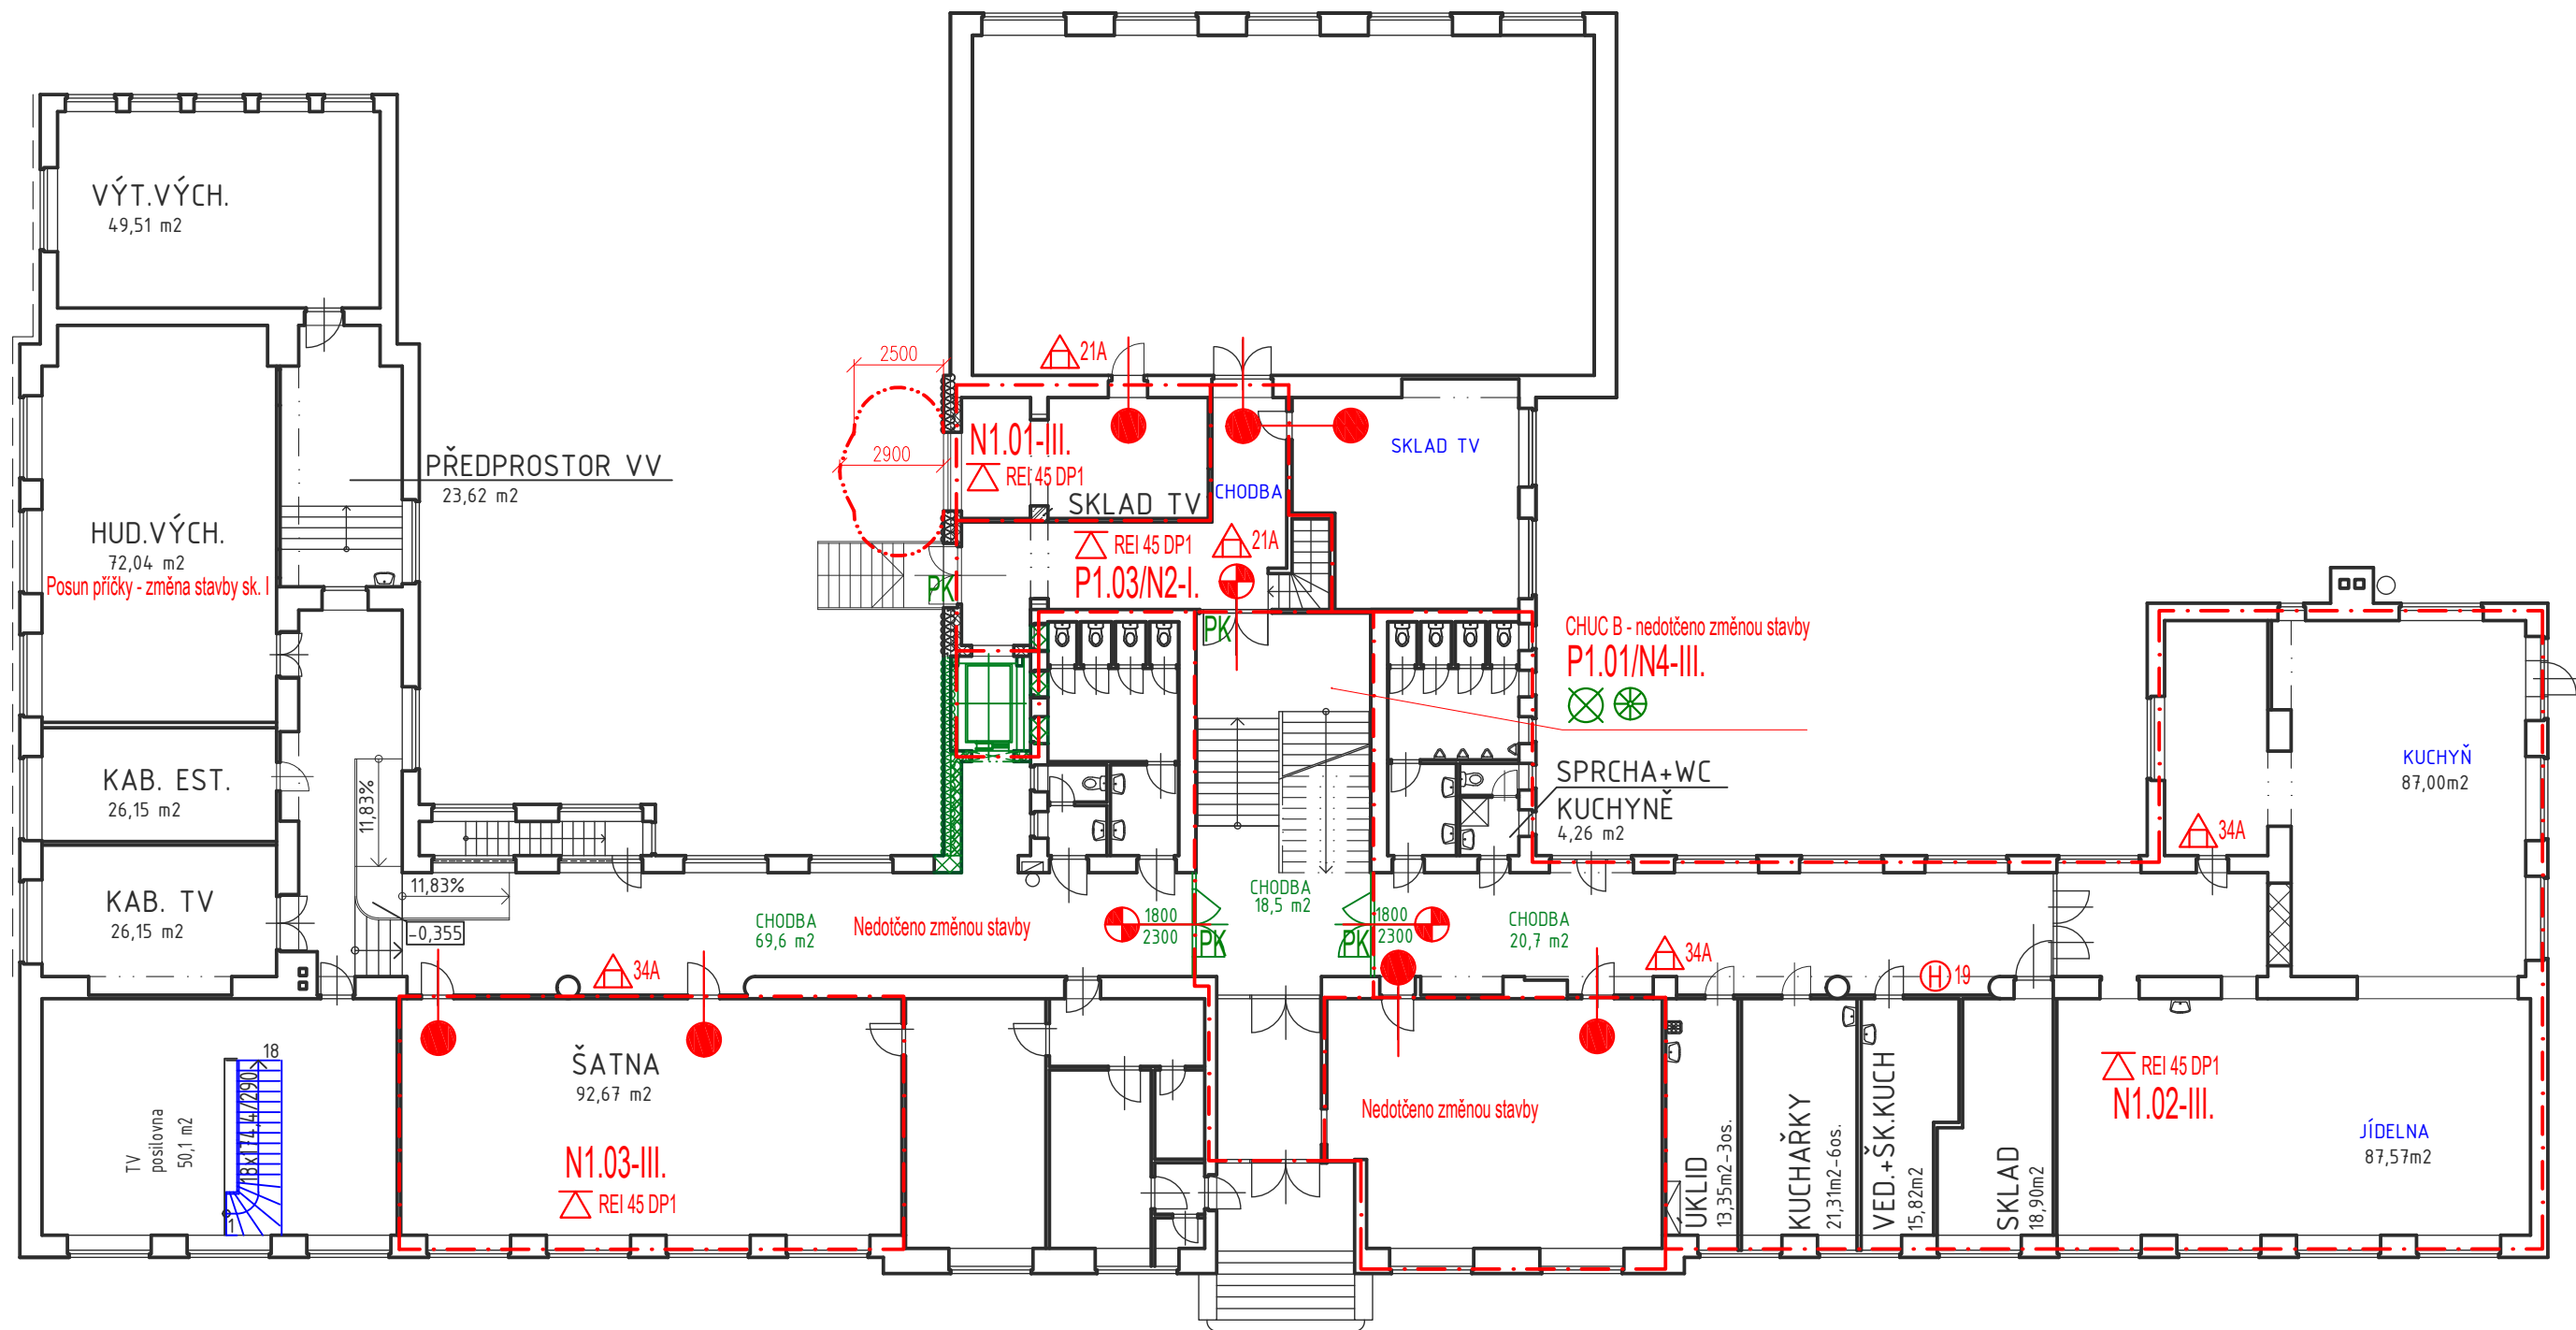 VÝT.VÝCH.
49,51 m2
PŘEDPROSTOR VV
23,62 m2
HUD.VÝCH.
72,04 m2
Posun příčky - změna stavby sk. I
KAB. EST.
26,15 m2
KAB. TV
26,15 m2
11,83%
11,83%
-0,355
2500
2900
21A
N1.01-III.
REI 45 DP1
SKLAD TV
CHODBA
SKLAD TV
REI 45 DP1
21A
P1.03/N2-I.
PK
PK
CHUC B - nedotčeno změnou stavby
P1.01/N4-III.
SPRCHA+WC
KUCHYNĚ
4,26 m2
KUCHYŇ
87,00m2
34A
CHODBA
69,6 m2
Nedotčeno změnou stavby
1800
2300
PK
CHODBA
18,5 m2
PK
1800
2300
CHODBA
20,7 m2
34A
34A
H 19
TV
posilovna
50,1 m2
18
18x174,4/290
1
ŠATNA
92,67 m2
N1.03-III.
REI 45 DP1
Nedotčeno změnou stavby
ÚKLID
13,35m2-3os.
KUCHAŘKY
21,31m2-6os.
VED.+ŠK.KUCH
15,82m2
SKLAD
18,90m2
REI 45 DP1
N1.02-III.
JÍDELNA
87,57m2